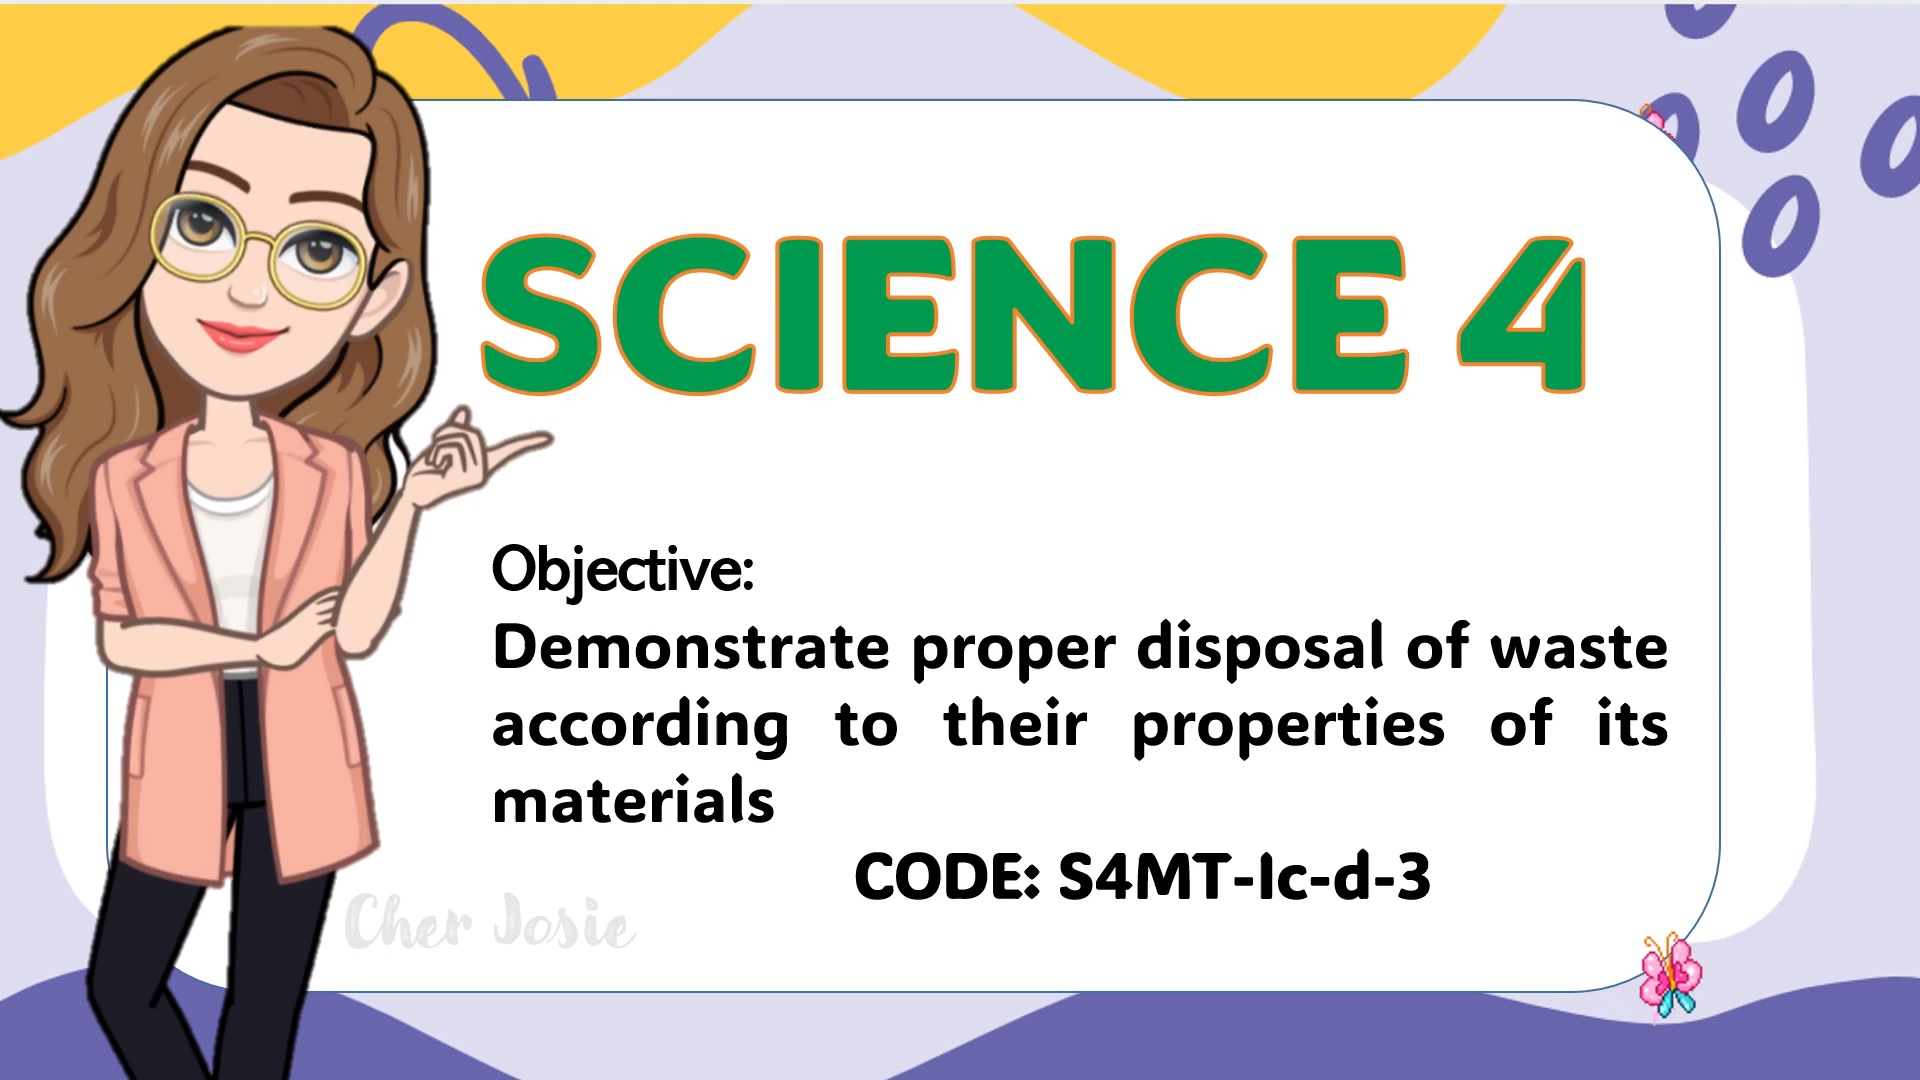 SCIENCE 4
Objective:
Demonstrate proper disposal of waste
according to their properties of its
materials
CODE: S4MT-Ic-d-3
Cher Josie